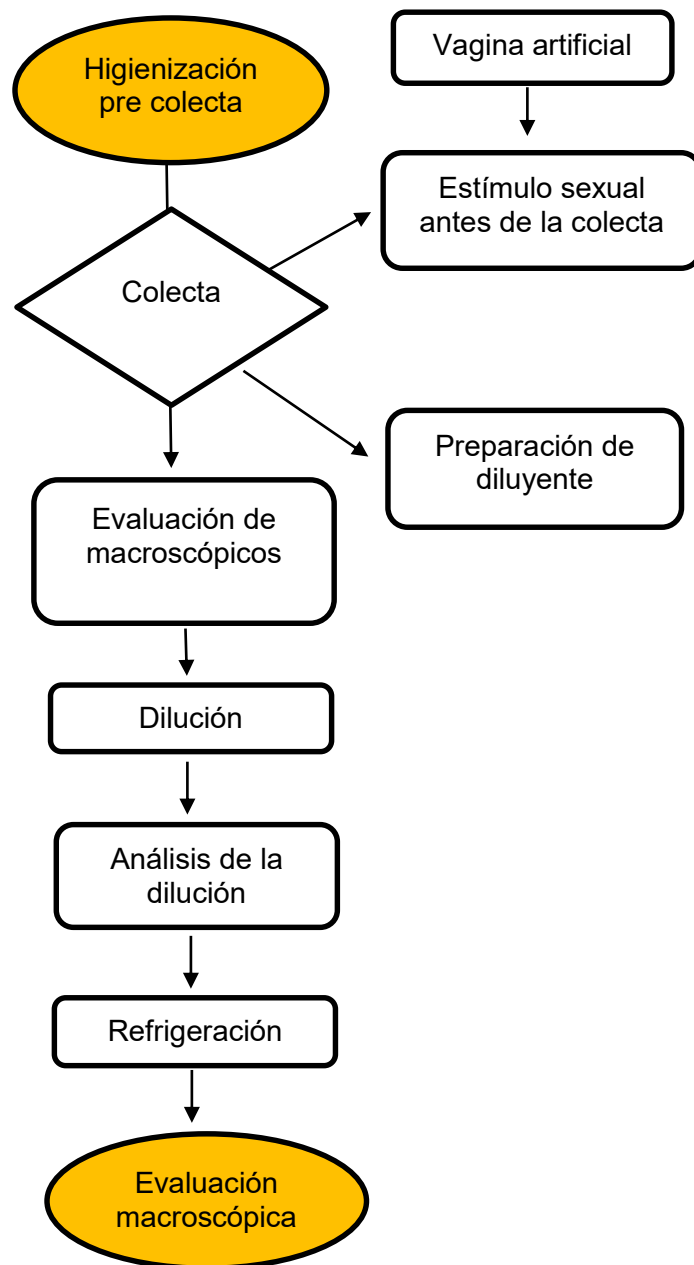 Higienización
pre colecta
Vagina artificial
Estímulo sexual
antes de la colecta
Colecta
Preparación de
diluyente
Evaluación de
macroscópicos
Dilución
Análisis de la
dilución
Refrigeración
Evaluación
macroscópica